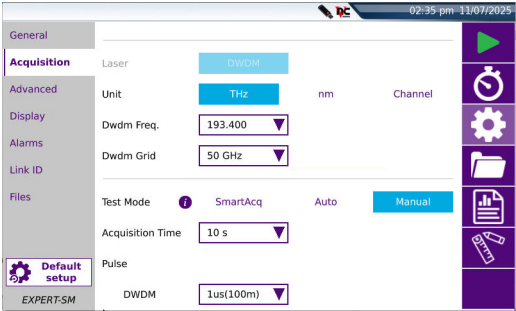 DC 02:35 pm 11/07/2025
General
Acquisition
Advanced
Display
Alarms
Link ID
Files
Default
setup
EXPERT-SM
Laser DWDM
Unit THz nm Channel
Dwdm Freq. 193.400
Dwdm Grid 50 GHz
Test Mode i SmartAcq Auto Manual
Acquisition Time 10 s
Pulse
DWDM 1us(100m)